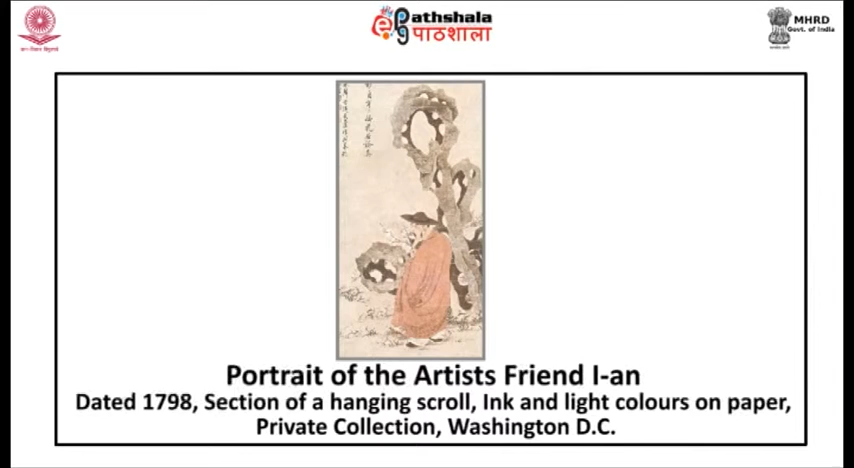 ePathshala
पाठशाला
MHRD
Govt. of India
Portrait of the Artists Friend I-an
Dated 1798, Section of a hanging scroll, Ink and light colours on paper,
Private Collection, Washington D.C.